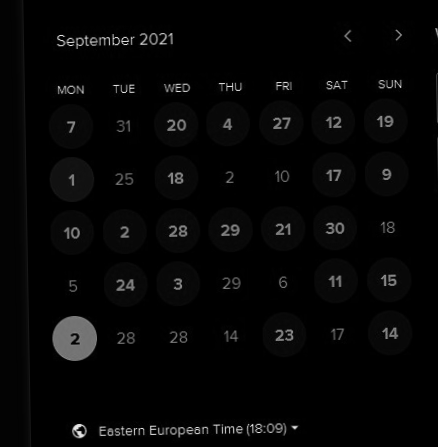 September 2021
MON TUE WED THU FRI SAT SUN
7 31 20 4 27 12 19
1 25 18 2 10 17 9
10 2 28 29 21 30 18
5 24 3 29 6 11 15
2 28 28 14 23 17 14
Eastern European Time (18:09)